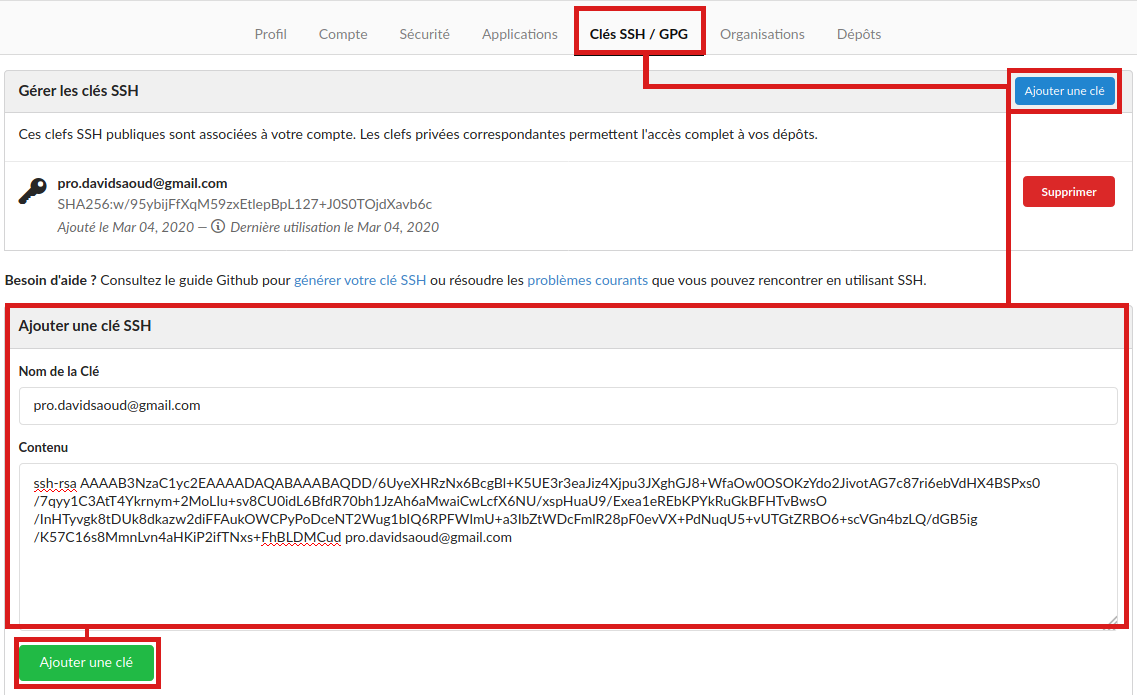 Profil Compte Sécurité Applications Clés SSH / GPG Organisations Dépôts
Gérer les clés SSH
Ajouter une clé
Ces clefs SSH publiques sont associées à votre compte. Les clefs privées correspondantes permettent l'accès complet à vos dépôts.
pro.davidsaoud@gmail.com
SHA256:w/95ybijFfXqM59zxEtlepBpL127+J0S0TOjdXavb6c
Ajouté le Mar 04, 2020 — Dernière utilisation le Mar 04, 2020
Supprimer
Besoin d'aide ? Consultez le guide Github pour générer votre clé SSH ou résoudre les problèmes courants que vous pouvez rencontrer en utilisant SSH.
Ajouter une clé SSH
Nom de la Clé
pro.davidsaoud@gmail.com
Contenu
ssh-rsa AAAAB3NzaC1yc2EAAAADAQABAAABAQDD/6UyeXHRzNx6BcgBl+K5UE3r3eaJiz4Xjpu3JXghGJ8+WfaOw0OSOKzYdo2JivotAG7c87ri6ebVdHX4BSPxs0
/7qyy1C3AtT4Ykrnym+2MoLIu+sv8CU0idL6BfdR70bh1JzAh6aMwaiCwLcfX6NU/xspHuaU9/Exea1eREbKPYkRuGkBFHTvBwsO
/InHTyvgk8tDUk8dkazw2diFFAukOWCPyPoDceNT2Wug1bIQ6RPFWImU+a3IbZtWDcFmlR28pF0evVX+PdNuqU5+vUTGtZRBO6+scVGn4bzLQ/dGB5ig
/K57C16s8MmnLvn4aHKiP2ifTNxs+FhBLDMCud pro.davidsaoud@gmail.com
Ajouter une clé